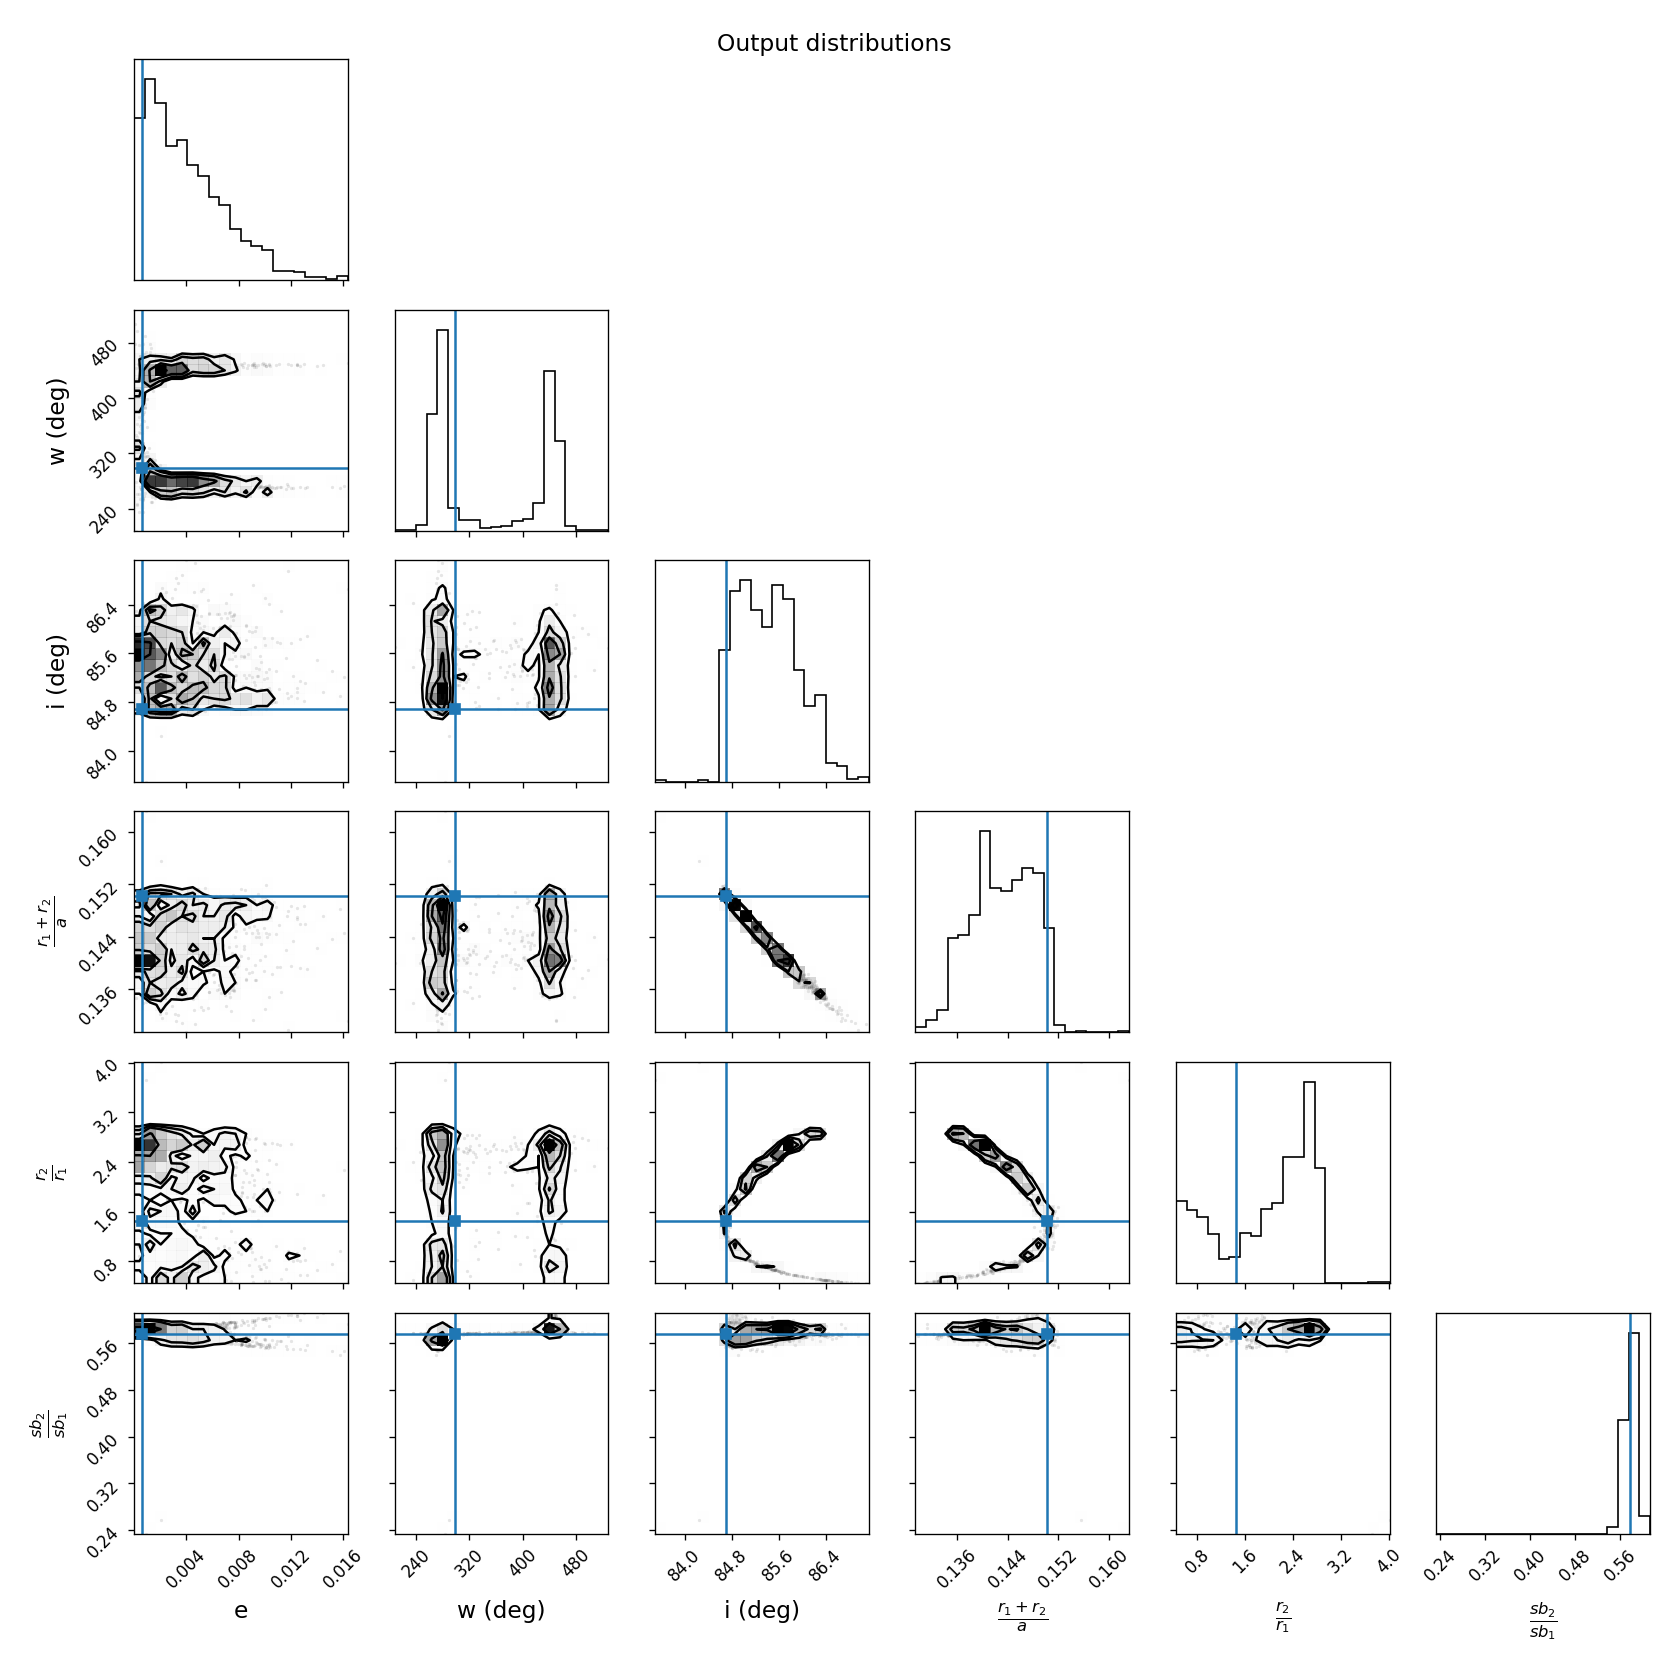 Output distributions
w (deg)
480
400
320
240
i (deg)
86.4
85.6
84.8
84.0
r₁ + r₂ / a
0.160
0.152
0.144
0.136
r₂ / r₁
4.0
3.2
2.4
1.6
0.8
sb₂ / sb₁
0.56
0.48
0.40
0.32
0.24
0.004 0.008 0.012 0.016 240 320 400 480 84.0 84.8 85.6 86.4 0.136 0.144 0.152 0.160 0.8 1.6 2.4 3.2 4.0 0.24 0.32 0.40 0.48 0.56
e w (deg) i (deg) r₁ + r₂ / a r₂ / r₁ sb₂ / sb₁